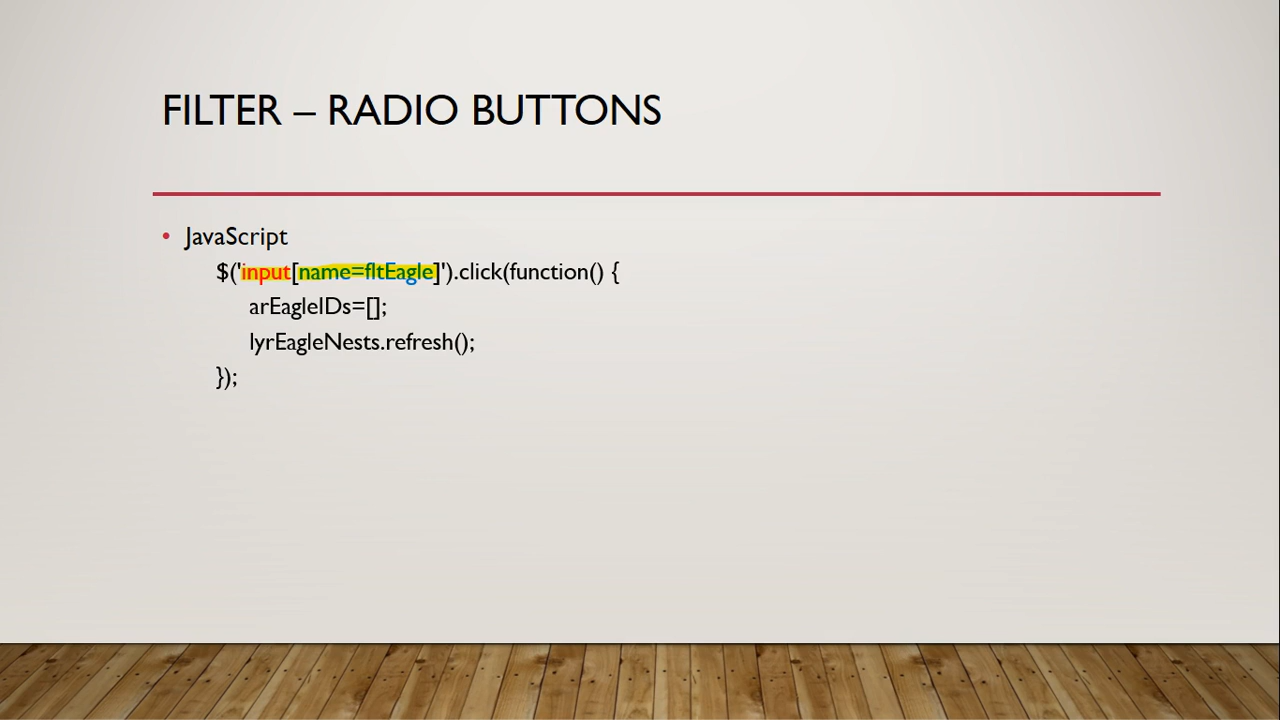 FILTER – RADIO BUTTONS
• JavaScript
$('input[name=fltEagle]').click(function() {
arEagleIDs=[];
lyrEagleNests.refresh();
});